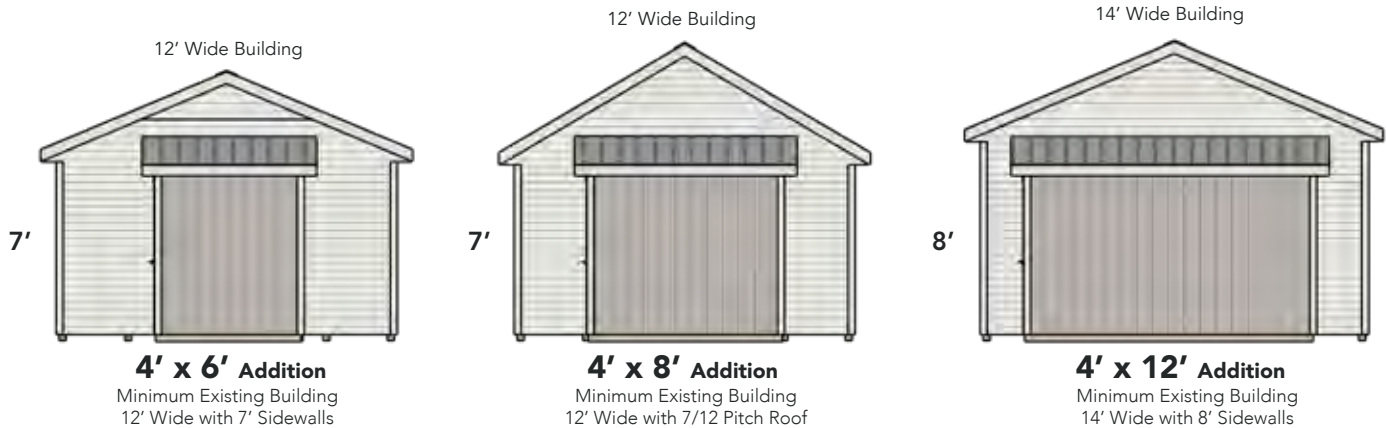 12’ Wide Building
7’
4’ x 6’ Addition
Minimum Existing Building
12’ Wide with 7’ Sidewalls
12’ Wide Building
7’
4’ x 8’ Addition
Minimum Existing Building
12’ Wide with 7/12 Pitch Roof
14’ Wide Building
8’
4’ x 12’ Addition
Minimum Existing Building
14’ Wide with 8’ Sidewalls